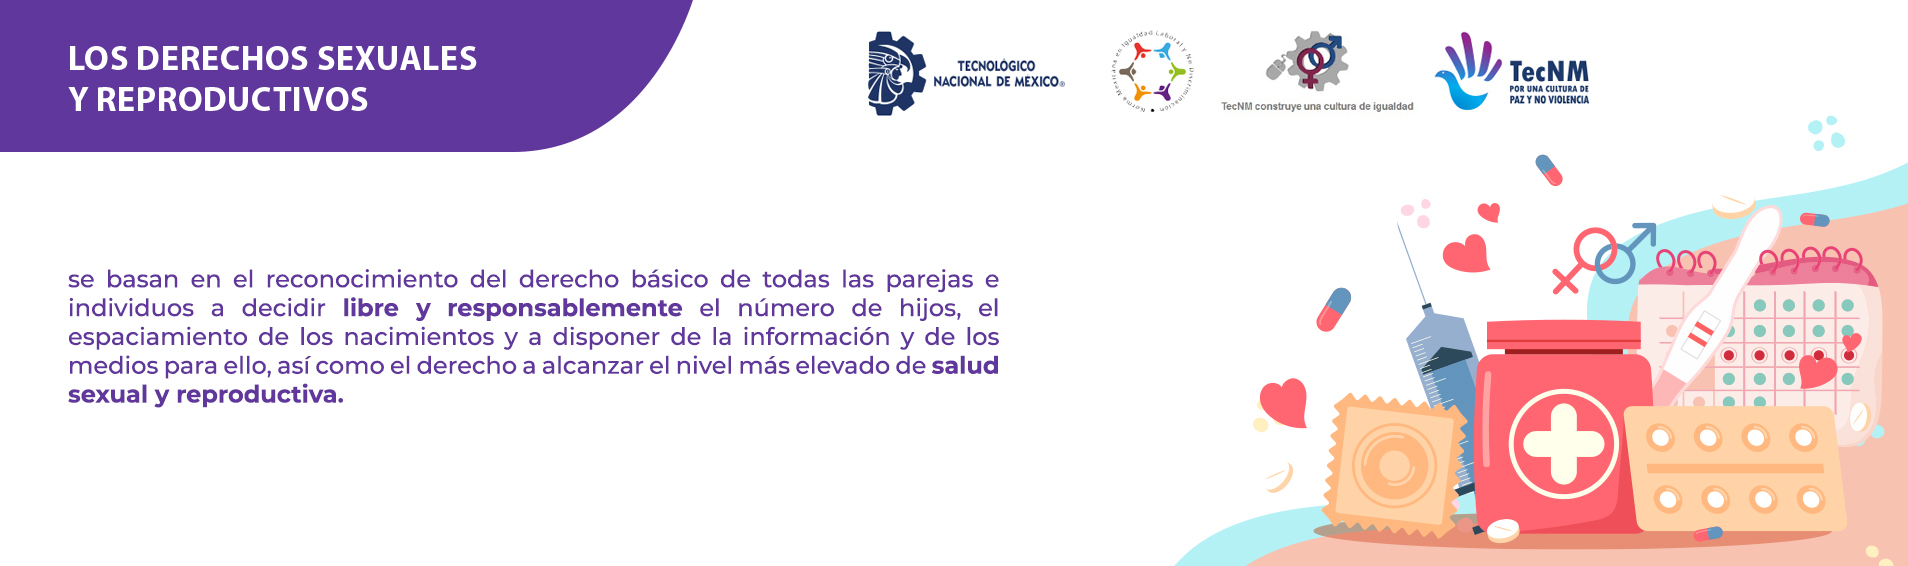 LOS DERECHOS SEXUALES
Y REPRODUCTIVOS
TECNOLÓGICO
NACIONAL DE MÉXICO®
Norma Mexicana en Igualdad Laboral y No Discriminación
TecNM construye una cultura de igualdad
TecNM
POR UNA CULTURA DE
PAZ Y NO VIOLENCIA
se basan en el reconocimiento del derecho básico de todas las parejas e
individuos a decidir libre y responsablemente el número de hijos, el
espaciamiento de los nacimientos y a disponer de la información y de los
medios para ello, así como el derecho a alcanzar el nivel más elevado de salud
sexual y reproductiva.